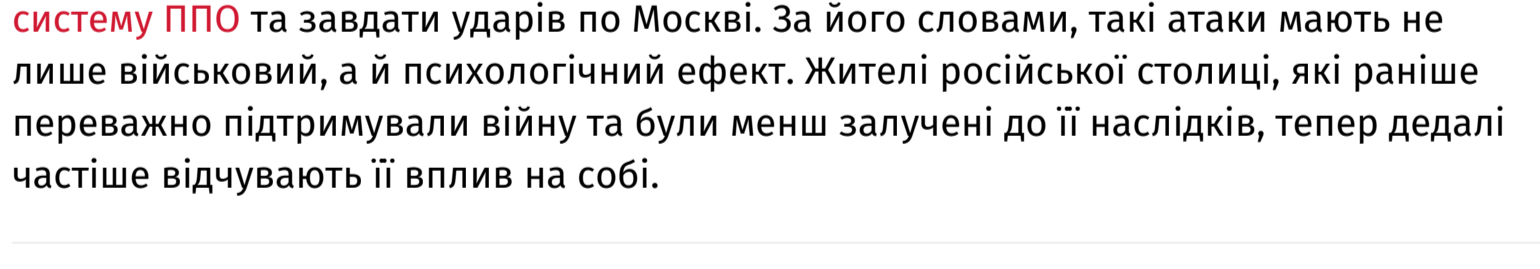 систему ППО та завдати ударів по Москві. За його словами, такі атаки мають не
лише військовий, а й психологічний ефект. Жителі російської столиці, які раніше
переважно підтримували війну та були менш залучені до її наслідків, тепер дедалі
частіше відчувають її вплив на собі.